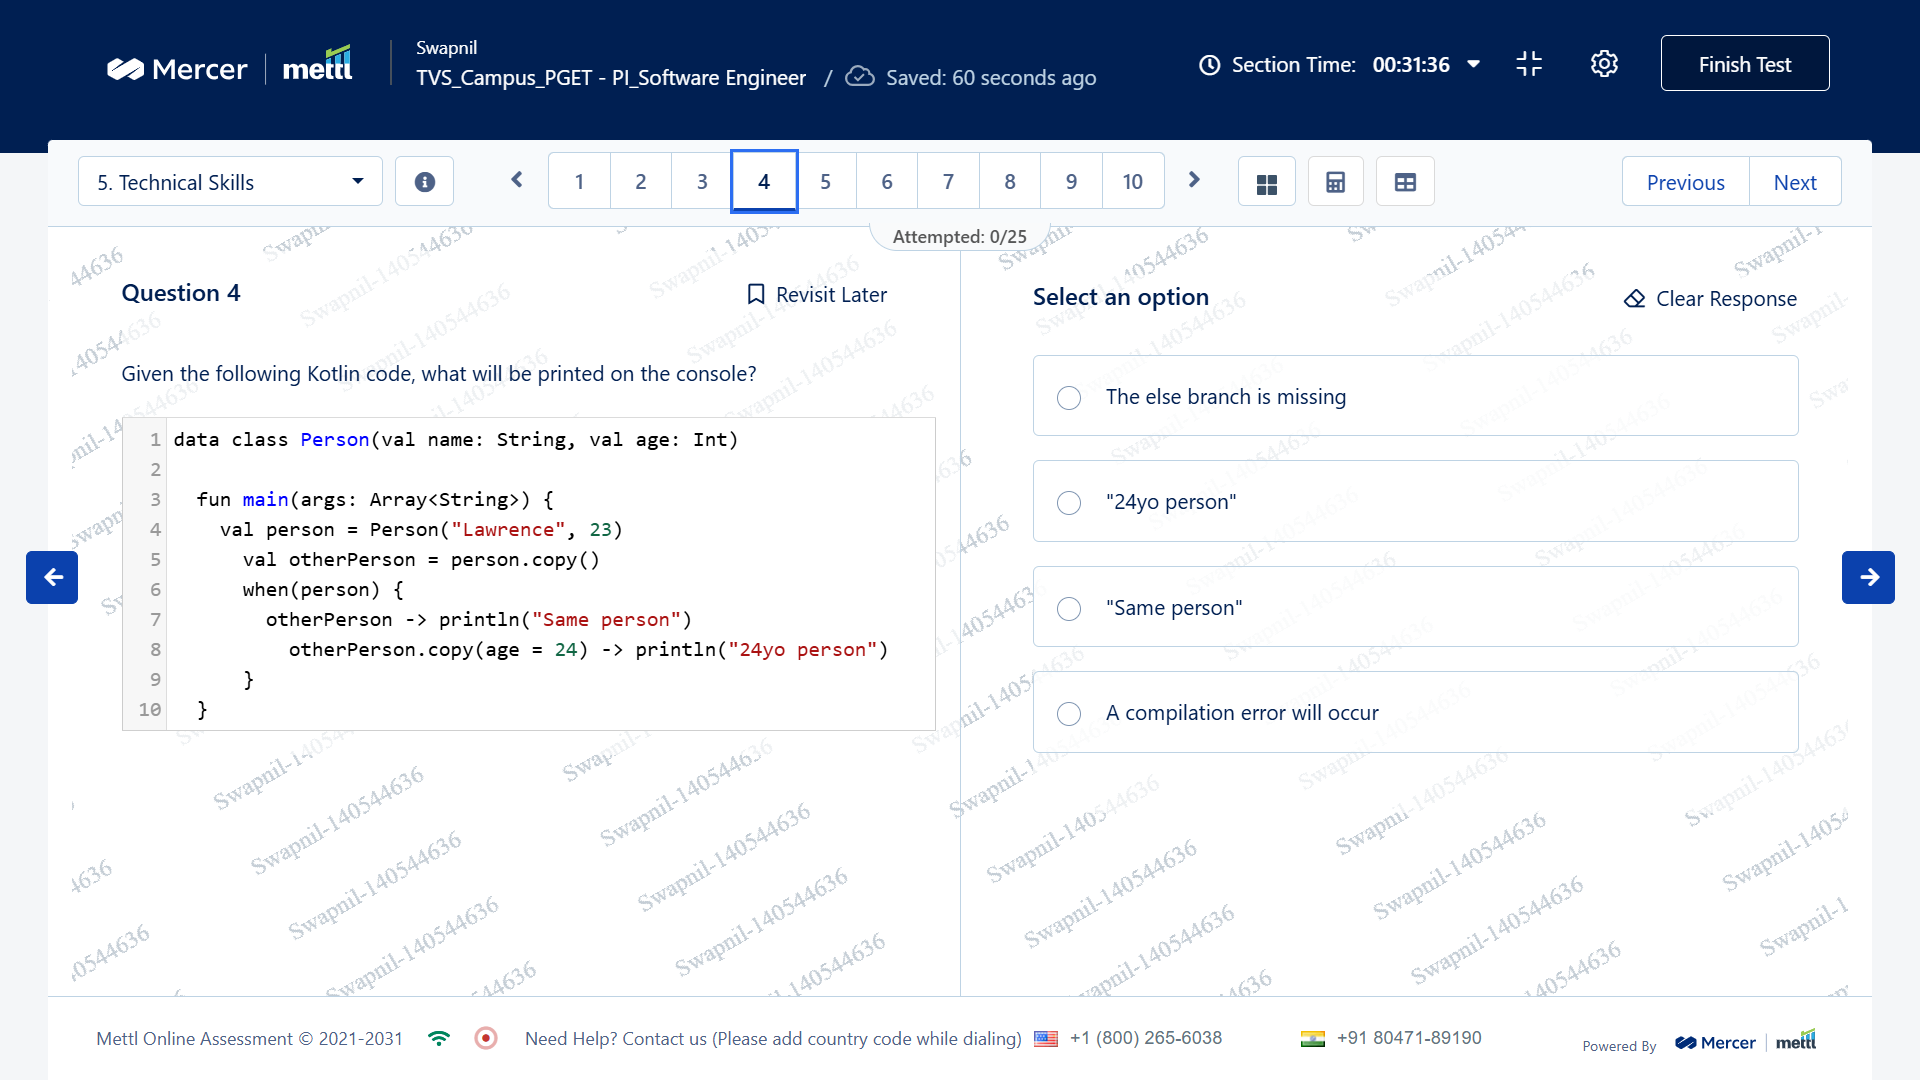 Mercer
mettl
Swapnil
TVS_Campus_PGET - PI_Software Engineer / Saved: 60 seconds ago
Section Time: 00:31:36
Finish Test
5. Technical Skills
1 2 3 4 5 6 7 8 9 10
Previous
Next
Attempted: 0/25
Question 4
Revisit Later
Given the following Kotlin code, what will be printed on the console?
1 data class Person(val name: String, val age: Int)
2
3 fun main(args: Array<String>) {
4 val person = Person("Lawrence", 23)
5 val otherPerson = person.copy()
6 when(person) {
7 otherPerson -> println("Same person")
8 otherPerson.copy(age = 24) -> println("24yo person")
9 }
10 }
Select an option
Clear Response
The else branch is missing
"24yo person"
"Same person"
A compilation error will occur
Swapnil-140544636
Mettl Online Assessment © 2021-2031
Need Help? Contact us (Please add country code while dialing)
+1 (800) 265-6038
+91 80471-89190
Powered By
Mercer
mettl